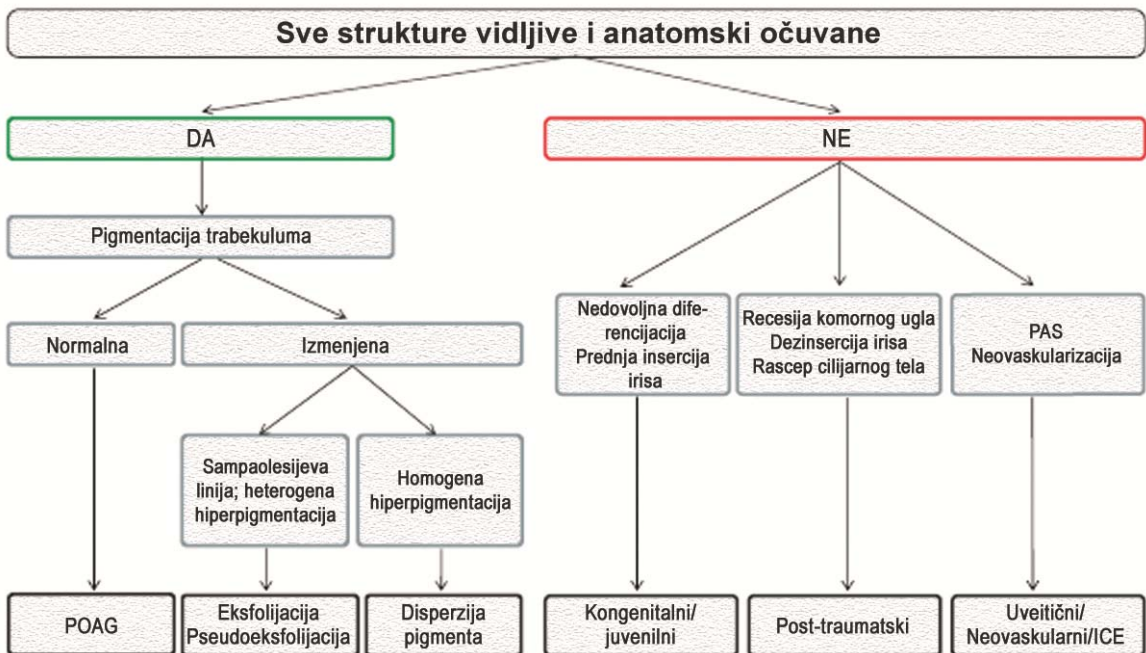 Sve strukture vidljive i anatomski očuvane
DA
NE
Pigmentacija trabekuluma
Normalna
Izmenjena
Nedovoljna dife-
rencijacija
Prednja insercija
irisa
Recesija komornog ugla
Dezinsercija irisa
Rascep cilijarnog tela
PAS
Neovaskularizacija
Sampaolesijeva
linija; heterogena
hiperpigmentacija
Homogena
hiperpigmentacija
POAG
Eksfolijacija
Pseudoeksfolijacija
Disperzija
pigmenta
Kongenitalni/
juvenilni
Post-traumatski
Uveitični/
Neovaskularni/ICE